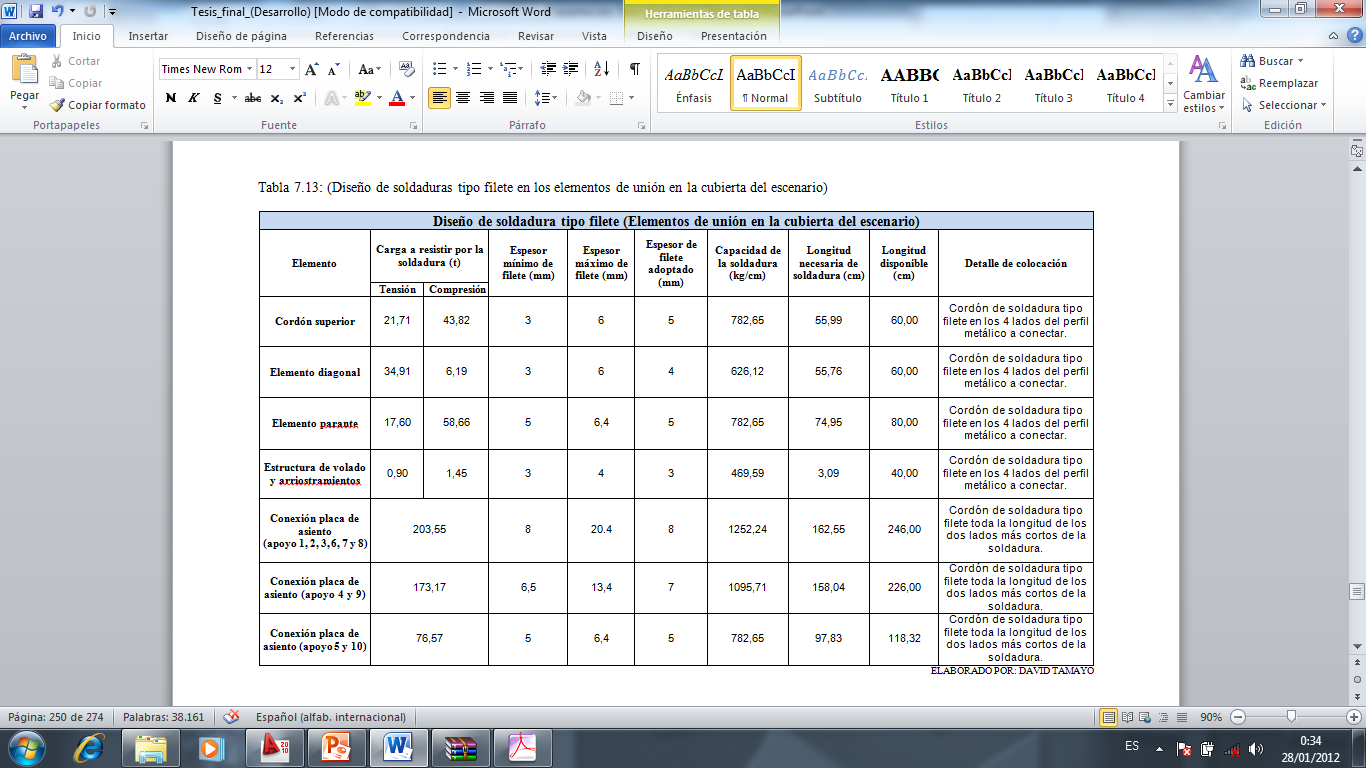 Tesis_final_(Desarrollo) [Modo de compatibilidad] - Microsoft Word
Herramientas de tabla
Archivo Inicio Insertar Diseño de página Referencias Correspondencia Revisar Vista Diseño Presentación
Pegar
Cortar
Copiar
Copiar formato
Portapapeles
Times New Rom 12
N K S abc x₂ x²
Fuente
Párrafo
AaBbCcI AaBbCcI AaBbCc. AABBC AaBbCcI AaBbCcI AaBbCcI
Énfasis ¶ Normal Subtítulo Título 1 Título 2 Título 3 Título 4
Estilos
Cambiar
estilos
Buscar
Reemplazar
Seleccionar
Edición
Tabla 7.13: (Diseño de soldaduras tipo filete en los elementos de unión en la cubierta del escenario)
Diseño de soldadura tipo filete (Elementos de unión en la cubierta del escenario)
Elemento
Carga a resistir por la
soldadura (t)
Tensión Compresión
Espesor
mínimo de
filete (mm)
Espesor
máximo de
filete (mm)
Espesor de
filete
adoptado
(mm)
Capacidad de
la soldadura
(kg/cm)
Longitud
necesaria de
soldadura (cm)
Longitud
disponible
(cm)
Detalle de colocación
Cordón superior 21,71 43,82 3 6 5 782,65 55,99 60,00
Cordón de soldadura tipo
filete en los 4 lados del perfil
metálico a conectar.
Elemento diagonal 34,91 6,19 3 6 4 626,12 55,76 60,00
Cordón de soldadura tipo
filete en los 4 lados del perfil
metálico a conectar.
Elemento parante 17,60 58,66 5 6,4 5 782,65 74,95 80,00
Cordón de soldadura tipo
filete en los 4 lados del perfil
metálico a conectar.
Estructura de volado
y arriostramientos
0,90 1,45 3 4 3 469,59 3,09 40,00
Cordón de soldadura tipo
filete en los 4 lados del perfil
metálico a conectar.
Conexión placa de
asiento
(apoyo 1, 2, 3, 6, 7 y 8)
203,55 8 20.4 8 1252,24 162,55 246,00
Cordón de soldadura tipo
filete toda la longitud de los
dos lados más cortos de la
soldadura.
Conexión placa de
asiento (apoyo 4 y 9)
173,17 6,5 13,4 7 1095,71 158,04 226,00
Cordón de soldadura tipo
filete toda la longitud de los
dos lados más cortos de la
soldadura.
Conexión placa de
asiento (apoyo 5 y 10)
76,57 5 6,4 5 782,65 97,83 118,32
Cordón de soldadura tipo
filete toda la longitud de los
dos lados más cortos de la
soldadura.
ELABORADO POR: DAVID TAMAYO
Página: 250 de 274 Palabras: 38.161 Español (alfab. internacional) 90%
ES
0:34
28/01/2012